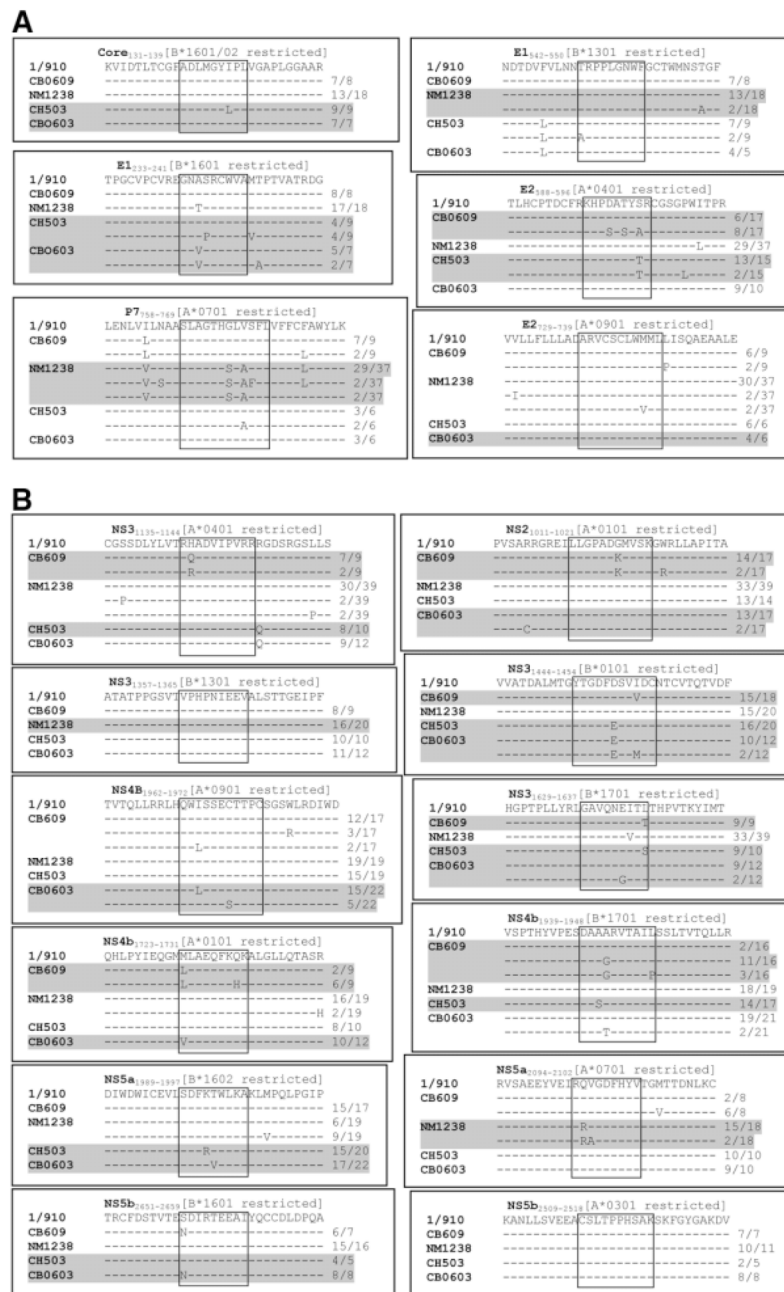 A
Core131-139[B*1601/02 restricted]
1/910 KVIDTLTCGFADLMGYIPLVGAPLGGAAR
CB0609 ----------------------------- 7/8
NM1238 ----------------------------- 13/18
CH503 ----------------L------------ 9/9
CBO603 ----------------------------- 7/7
E1542-550[B*1301 restricted]
1/910 NDTDVFVLNNTRPPLGNWFGCTWMNSTGF
CB0609 ----------------------------- 7/8
NM1238 ----------------------------- 13/18
--------------------------A-- 2/18
CH503 -----L----------------------- 7/9
----------A------------------ 2/9
CB0603 -----L----------------------- 4/5
E1233-241[B*1601 restricted]
1/910 TPGCVPCVREGNASRCWVAMTPTVATRDG
CB0609 ----------------------------- 8/8
NM1238 ------------T---------------- 17/18
CH503 ----------------------------- 4/9
-------------P-----V--------- 4/9
CBO603 ------------V---------------- 5/7
------------V-------A-------- 2/7
E2588-596[A*0401 restricted]
1/910 TLHCPTDCFRKHPDATYSRCGSGPWITPR
CB0609 ----------------------------- 6/17
-------------S-S-A----------- 8/17
NM1238 -------------------------L--- 29/37
CH503 -----------------T----------- 13/15
-----------------T-----L----- 2/15
CB0603 ----------------------------- 9/10
P7758-769[A*0701 restricted]
1/910 LENLVILNAASLAGTHGLVSFLVFFCFAWYLK
CB609 -----L-------------------------- 7/9
-----L--------------------L----- 2/9
NM1238 -----V----------S-A-------L----- 29/37
-----V-S--------S-AF------L----- 2/37
-----V----------S-A------------- 2/37
CH503 -------------------------------- 3/6
------------------A------------- 2/6
CB0603 -------------------------------- 3/6
E2729-739[A*0901 restricted]
1/910 VVLLFLLLADARVCSCLWMMLLISQAEAALE
CB609 ------------------------------- 6/9
---------------------P--------- 2/9
NM1238 ------------------------------- 30/37
-I----------------------------- 2/37
------------------V------------ 2/37
CH503 ------------------------------- 6/6
CB0603 ------------------------------- 4/6
B
NS31135-1144[A*0401 restricted]
1/910 CGSSDLYLVTRHADVIPVRRRGDSRGSLLS
CB609 -----------Q------------------ 7/9
-----------R------------------ 2/9
NM1238 ------------------------------ 30/39
--P--------------------------- 2/39
---------------------------L-- 2/39
CH503 --------------------Q--------- 8/10
CB0603 --------------------Q--------- 9/12
NS21011-1021[A*0101 restricted]
1/910 PVSARRGREILLGPADGMVSKGWRLLAPITA
CB609 ----------------K-------------- 14/17
----------------K-----R-------- 2/17
NM1238 ------------------------------- 33/39
CH503 ------------------------------- 13/14
CB0603 ------------------------------- 13/17
----C-------------------------- 2/17
NS31357-1365[B*1301 restricted]
1/910 ATATPPGSVTVPHPNIEEVALSTTGEIPF
CB609 ----------------------------- 8/9
NM1238 ----------------------------- 16/20
CH503 ----------------------------- 10/10
CB0603 ----------------------------- 11/12
NS31444-1454[B*0101 restricted]
1/910 VVATDALMTGYTGDFDSVIDCNTCVTQTVDF
CB609 ------------------V------------ 15/18
NM1238 ------------------------------- 15/20
CH503 ---------------E--------------- 16/20
CB0603 ---------------E--------------- 10/12
---------------E--M------------ 2/12
NS4B1962-1972[A*0901 restricted]
1/910 TVTQLLRRLHQWISSECTTPCSGSWLRDIWD
CB609 ------------------------------- 12/17
------------------------R------ 3/17
------------L------------------ 2/17
NM1238 ------------------------------- 19/19
CH503 ------------------------------- 15/19
CB0603 ------------L------------------ 15/22
----------------S-------------- 5/22
NS31629-1637[B*1701 restricted]
1/910 HGPTPLLYRLGAVQNEITLTHPVTKYIMT
CB609 ------------------T---------- 9/9
NM1238 ----------------V------------ 33/39
CH503 ------------------S---------- 9/10
CB0603 ----------------------------- 9/12
---------------G------------- 2/12
NS4b1723-1731[A*0101 restricted]
1/910 QHLPYIEQGMMLAEQFKQKALGLLQTASR
CB609 ----------L------------------ 2/9
----------L------H----------- 6/9
NM1238 ----------------------------- 16/19
----------------------------H 2/19
CH503 ----------------------------- 8/10
CB0603 ----------V------------------ 10/12
NS4b1939-1948[B*1701 restricted]
1/910 VSPTHYVPESDAAARVTAILSSLTVTQLLR
CB609 ------------------------------ 2/16
-------------G---------------- 11/16
-------------G-----P---------- 3/16
NM1238 ------------------------------ 18/19
CH503 ------------S----------------- 14/17
CB0603 ------------------------------ 19/21
-------------T---------------- 2/21
NS5a1989-1997[B*1602 restricted]
1/910 DIWDWICEVLSDFKTWLKAKLMPQLPGIP
CB609 ----------------------------- 15/17
NM1238 ----------------------------- 6/19
---------------------M------- 9/19
CH503 -------------R--------------- 15/20
CB0603 --------------V-------------- 17/22
NS5a2094-2102[A*0701 restricted]
1/910 RVSAEEYVEIRQVGDFHYVTGMTTDNLKC
CB609 ----------------------------- 2/8
---------------------V------- 6/8
NM1238 -----------R----------------- 15/18
-----------RA---------------- 2/18
CH503 ----------------------------- 10/10
CB0603 ----------------------------- 9/10
NS5b2651-2659[B*1601 restricted]
1/910 TRCFDSTVTESDIRTEEAIYQCCDLDPQA
CB609 ----------N------------------ 6/7
NM1238 ----------------------------- 15/16
CH503 ----------------------------- 4/5
CB0603 ----------N------------------ 8/8
NS5b2509-2518[A*0301 restricted]
1/910 KANLLSVEEACSLTPPHSAKSKFGYGAKDV
CB609 ------------------------------ 7/7
NM1238 ------------------------------ 10/11
CH503 ------------------------------ 2/5
CB0603 ------------------------------ 8/8